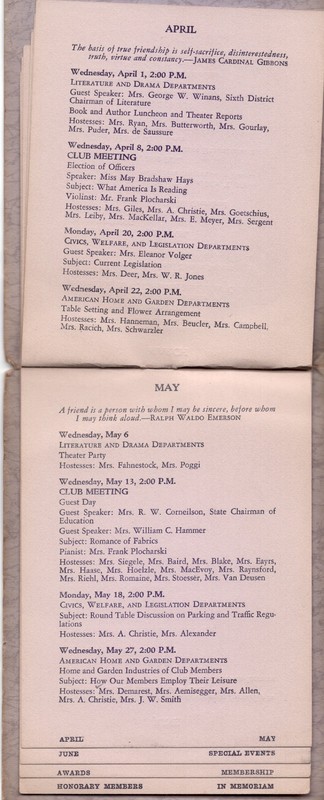 APRIL
The basis of true friendship is self-sacrifice, disinterestedness,
truth, virtue and constancy.—JAMES CARDINAL GIBBONS
Wednesday, April 1, 2:00 P.M.
LITERATURE AND DRAMA DEPARTMENTS
Guest Speaker: Mrs. George W. Winans, Sixth District
Chairman of Literature
Book and Author Luncheon and Theater Reports
Hostesses: Mrs. Ryan, Mrs. Butterworth, Mrs. Gourlay,
Mrs. Puder, Mrs. de Saussure
Wednesday, April 8, 2:00 P.M.
CLUB MEETING
Election of Officers
Speaker: Miss May Bradshaw Hays
Subject: What America Is Reading
Violinst: Mr. Frank Plocharski
Hostesses: Mrs. Giles, Mrs. A. Christie, Mrs. Goetschius,
Mrs. Leiby, Mrs. MacKellar, Mrs. E. Meyer, Mrs. Sergent
Monday, April 20, 2:00 P.M.
CIVICS, WELFARE, AND LEGISLATION DEPARTMENTS
Guest Speaker: Mrs. Eleanor Volger
Subject: Current Legislation
Hostesses: Mrs. Deer, Mrs. W. R. Jones
Wednesday, April 22, 2:00 P.M.
AMERICAN HOME AND GARDEN DEPARTMENTS
Table Setting and Flower Arrangement
Hostesses: Mrs. Hanneman, Mrs. Beucler, Mrs. Campbell,
Mrs. Racich, Mrs. Schwarzler
MAY
A friend is a person with whom I may be sincere, before whom
I may think aloud.—RALPH WALDO EMERSON
Wednesday, May 6
LITERATURE AND DRAMA DEPARTMENTS
Theater Party
Hostesses: Mrs. Fahnestock, Mrs. Poggi
Wednesday, May 13, 2:00 P.M.
CLUB MEETING
Guest Day
Guest Speaker: Mrs. R. W. Corneilson, State Chairman of
Education
Guest Speaker: Mrs. William C. Hammer
Subject: Romance of Fabrics
Pianist: Mrs. Frank Plocharski
Hostesses: Mrs. Siegele, Mrs. Baird, Mrs. Blake, Mrs. Eayrs,
Mrs. Haase, Mrs. Hoelzle, Mrs. MacEvoy, Mrs. Raynsford,
Mrs. Riehl, Mrs. Romaine, Mrs. Stoesser, Mrs. Van Deusen
Monday, May 18, 2:00 P.M.
CIVICS, WELFARE, AND LEGISLATION DEPARTMENTS
Subject: Round Table Discussion on Parking and Traffic Regu-
lations
Hostesses: Mrs. A. Christie, Mrs. Alexander
Wednesday, May 27, 2:00 P.M.
AMERICAN HOME AND GARDEN DEPARTMENTS
Home and Garden Industries of Club Members
Subject: How Our Members Employ Their Leisure
Hostesses: Mrs. Demarest, Mrs. Aemisegger, Mrs. Allen,
Mrs. A. Christie, Mrs. J. W. Smith
APRIL MAY
JUNE SPECIAL EVENTS
AWARDS MEMBERSHIP
HONORARY MEMBERS IN MEMORIAM